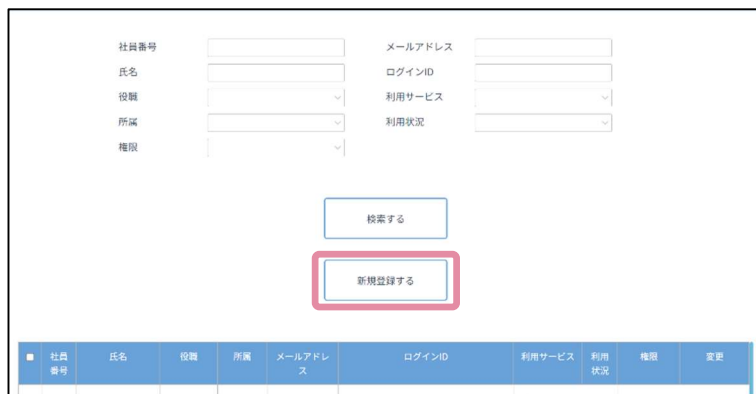 社員番号 メールアドレス
氏名 ログインID
役職 利用サービス
所属 利用状況
権限
検索する
新規登録する
社員 氏名 役職 所属 メールアドレ ログインID 利用サービス 利用 権限 変更
番号 ス 状況